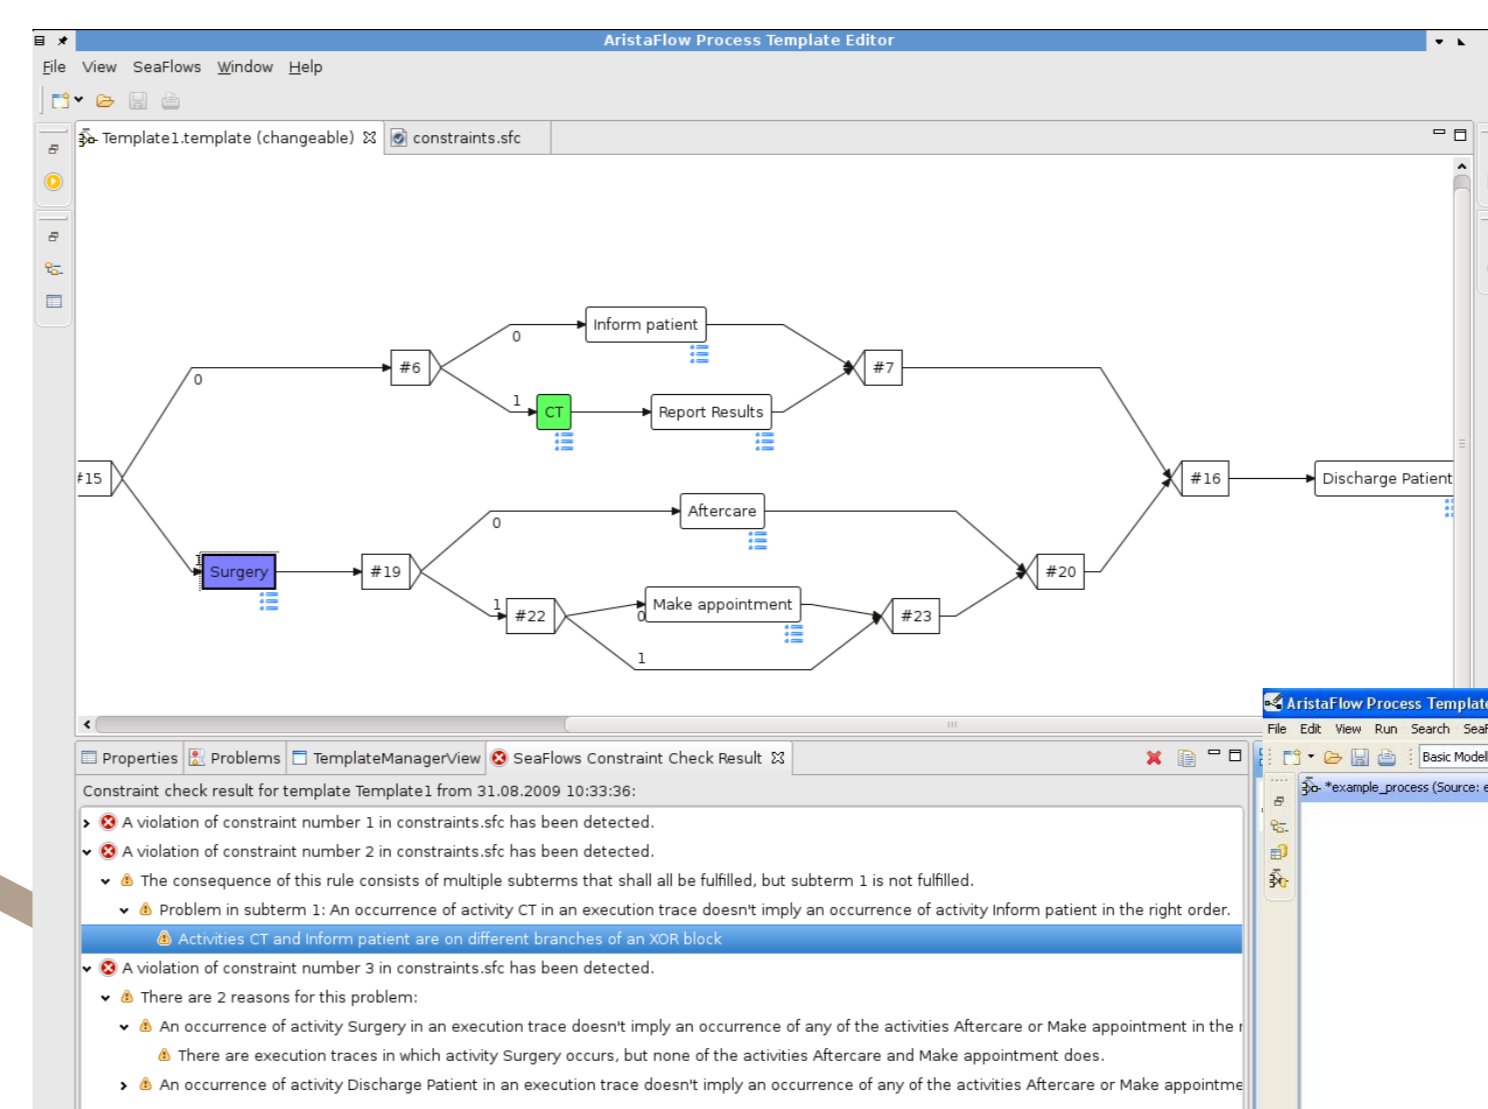 AristaFlow Process Template Editor
File View SeaFlows Window Help
Template1.template (changeable) constraints.sfc
Inform patient
0
#6 #7
0
1
CT Report Results
#15 #16 Discharge Patient
Aftercare
0
Surgery #19 #20
1
#22 Make appointment #23
0
1
AristaFlow Process Template
File Edit View Run Search SeaF
Properties Problems TemplateManagerView SeaFlows Constraint Check Result
Basic Modell
Constraint check result for template Template1 from 31.08.2009 10:33:36:
*example_process (Source: e
A violation of constraint number 1 in constraints.sfc has been detected.
A violation of constraint number 2 in constraints.sfc has been detected.
The consequence of this rule consists of multiple subterms that shall all be fulfilled, but subterm 1 is not fulfilled.
Problem in subterm 1: An occurrence of activity CT in an execution trace doesn't imply an occurrence of activity Inform patient in the right order.
Activities CT and Inform patient are on different branches of an XOR block
A violation of constraint number 3 in constraints.sfc has been detected.
There are 2 reasons for this problem:
An occurrence of activity Surgery in an execution trace doesn't imply an occurrence of any of the activities Aftercare or Make appointment in the r
There are execution traces in which activity Surgery occurs, but none of the activities Aftercare and Make appointment does.
An occurrence of activity Discharge Patient in an execution trace doesn't imply an occurrence of any of the activities Aftercare or Make appointme